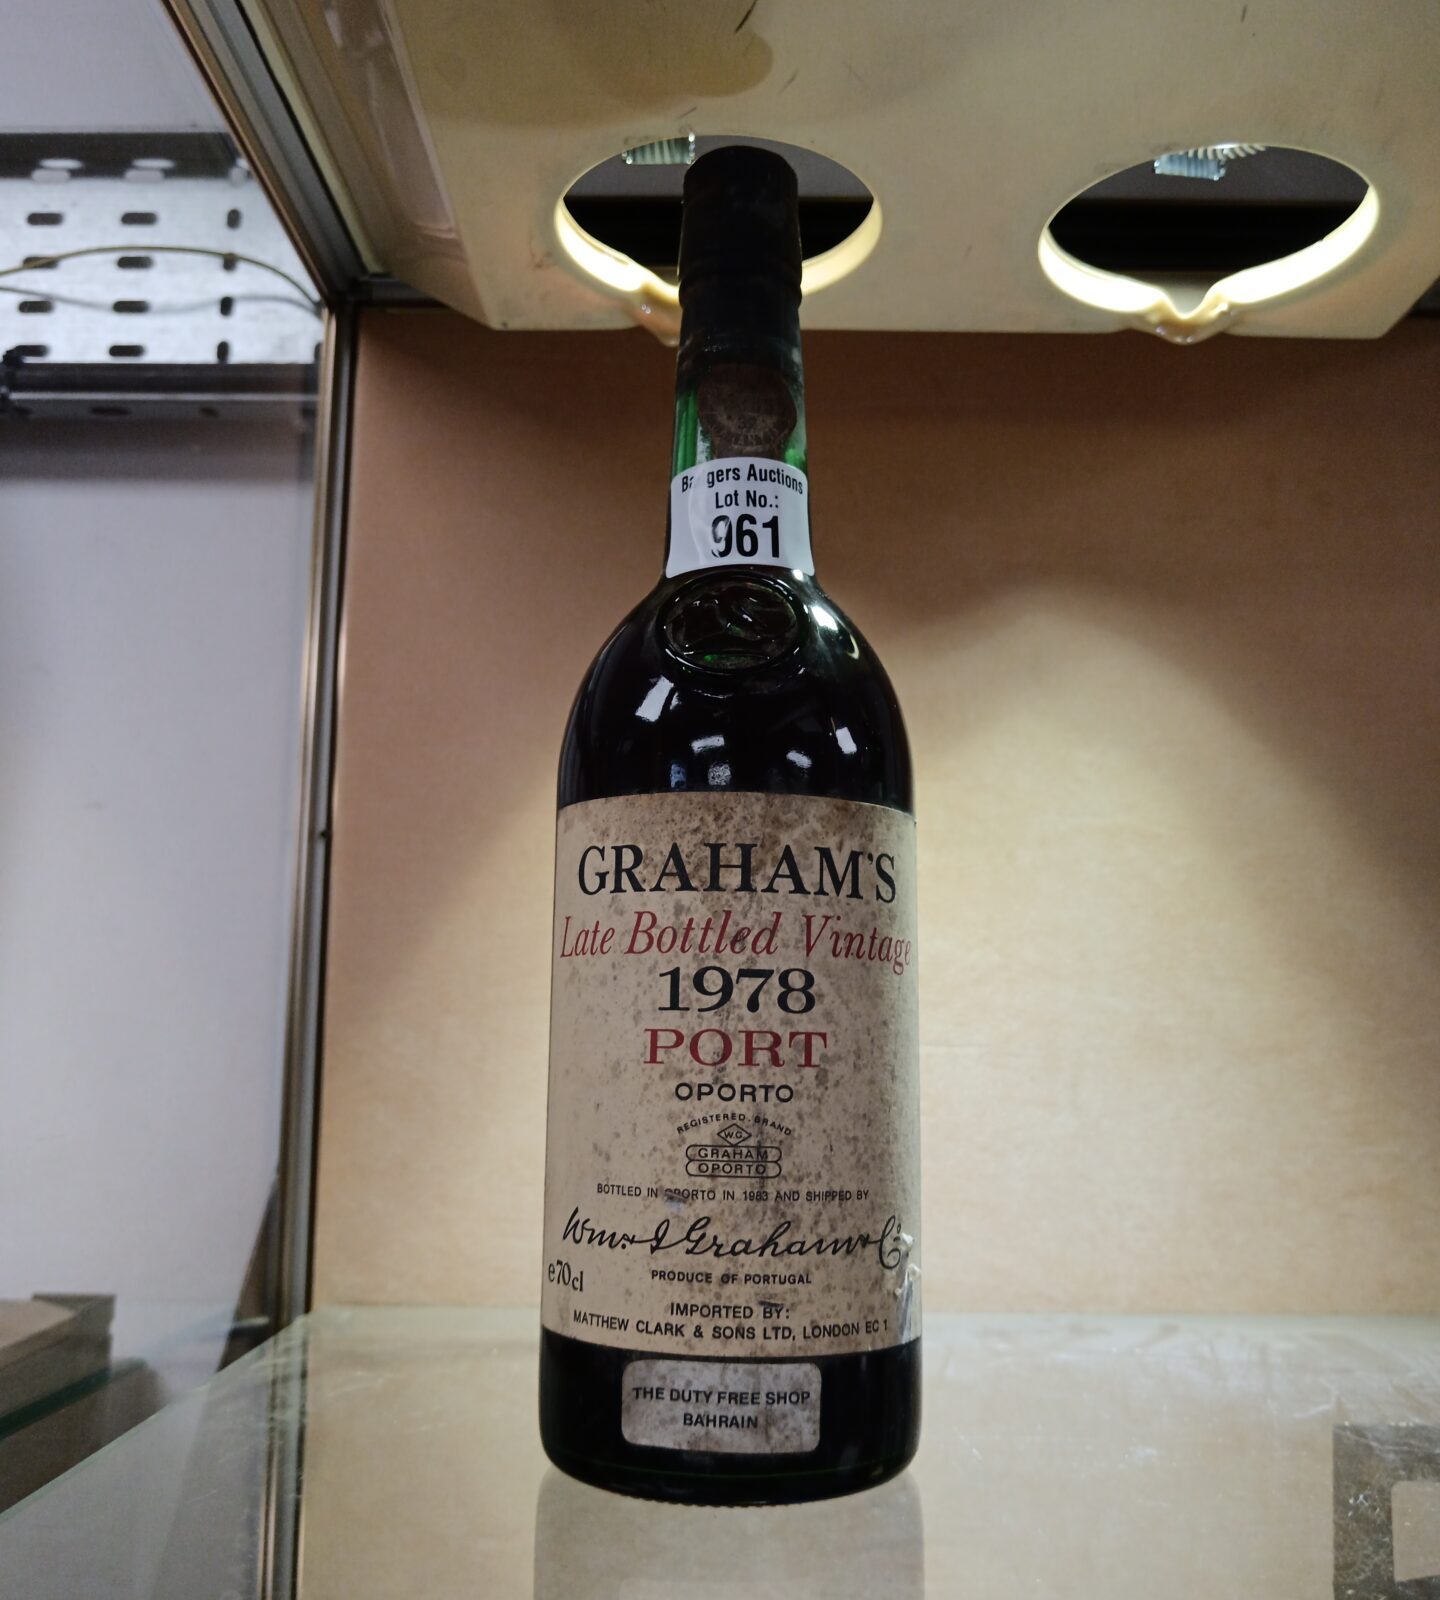 Auctions
Lot No.:
961
GRAHAM'S
Late Bottled Vintage
1978
PORT
OPORTO
REGISTERED BRAND
W.G.
GRAHAM
OPORTO
BOTTLED IN OPORTO IN 1983 AND SHIPPED BY
Wm. & J Graham & Co
e70cl
PRODUCE OF PORTUGAL
IMPORTED BY:
MATTHEW CLARK & SONS LTD, LONDON EC 1
THE DUTY FREE SHOP
BAHRAIN